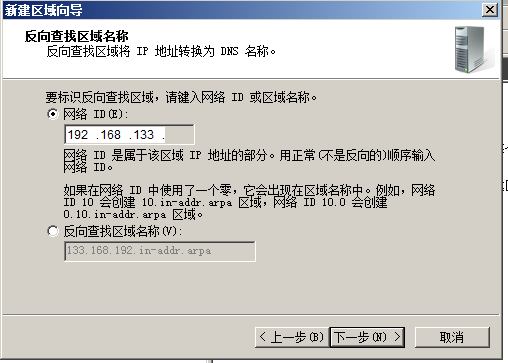 新建区域向导
反向查找区域名称
反向查找区域将 IP 地址转换为 DNS 名称。
要标识反向查找区域，请键入网络 ID 或区域名称。
网络 ID(E):
192 .168 .133 .
网络 ID 是属于该区域 IP 地址的部分。用正常(不是反向的)顺序输入
网络 ID。
如果在网络 ID 中使用了一个零，它会出现在区域名称中。例如，网络
ID 10 会创建 10.in-addr.arpa 区域，网络 ID 10.0 会创建
0.10.in-addr.arpa 区域。
反向查找区域名称(V):
133.168.192.in-addr.arpa
< 上一步(B) 下一步(N) > 取消